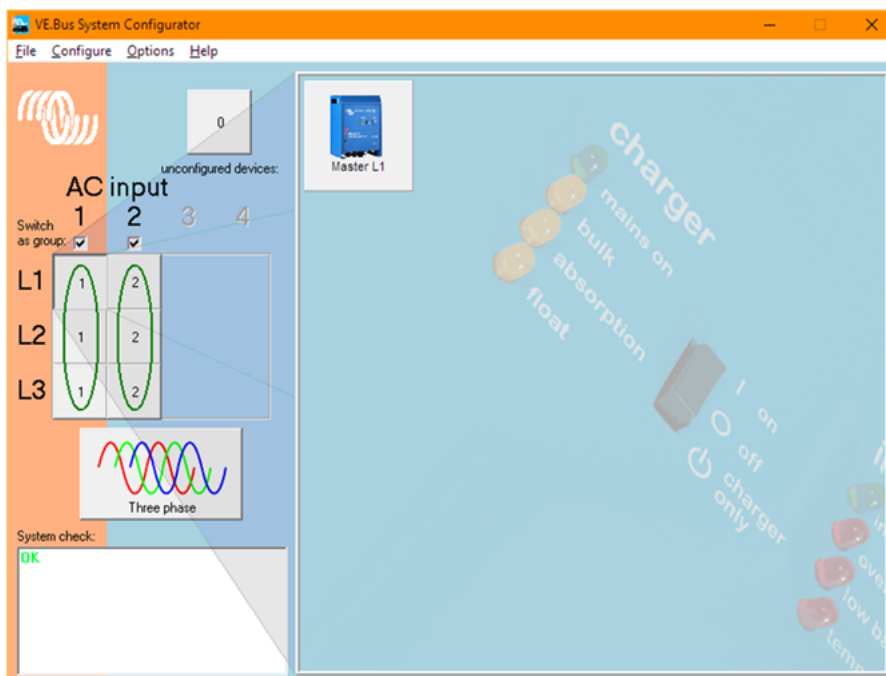 VE.Bus System Configurator
File Configure Options Help
0
unconfigured devices:
AC input
Switch as group:
1 2 3 4
L1 1 2
L2 1 2
L3 1 2
Three phase
System check:
OK
Master L1
charger
mains on
bulk
absorption
float
on
off
charger
only